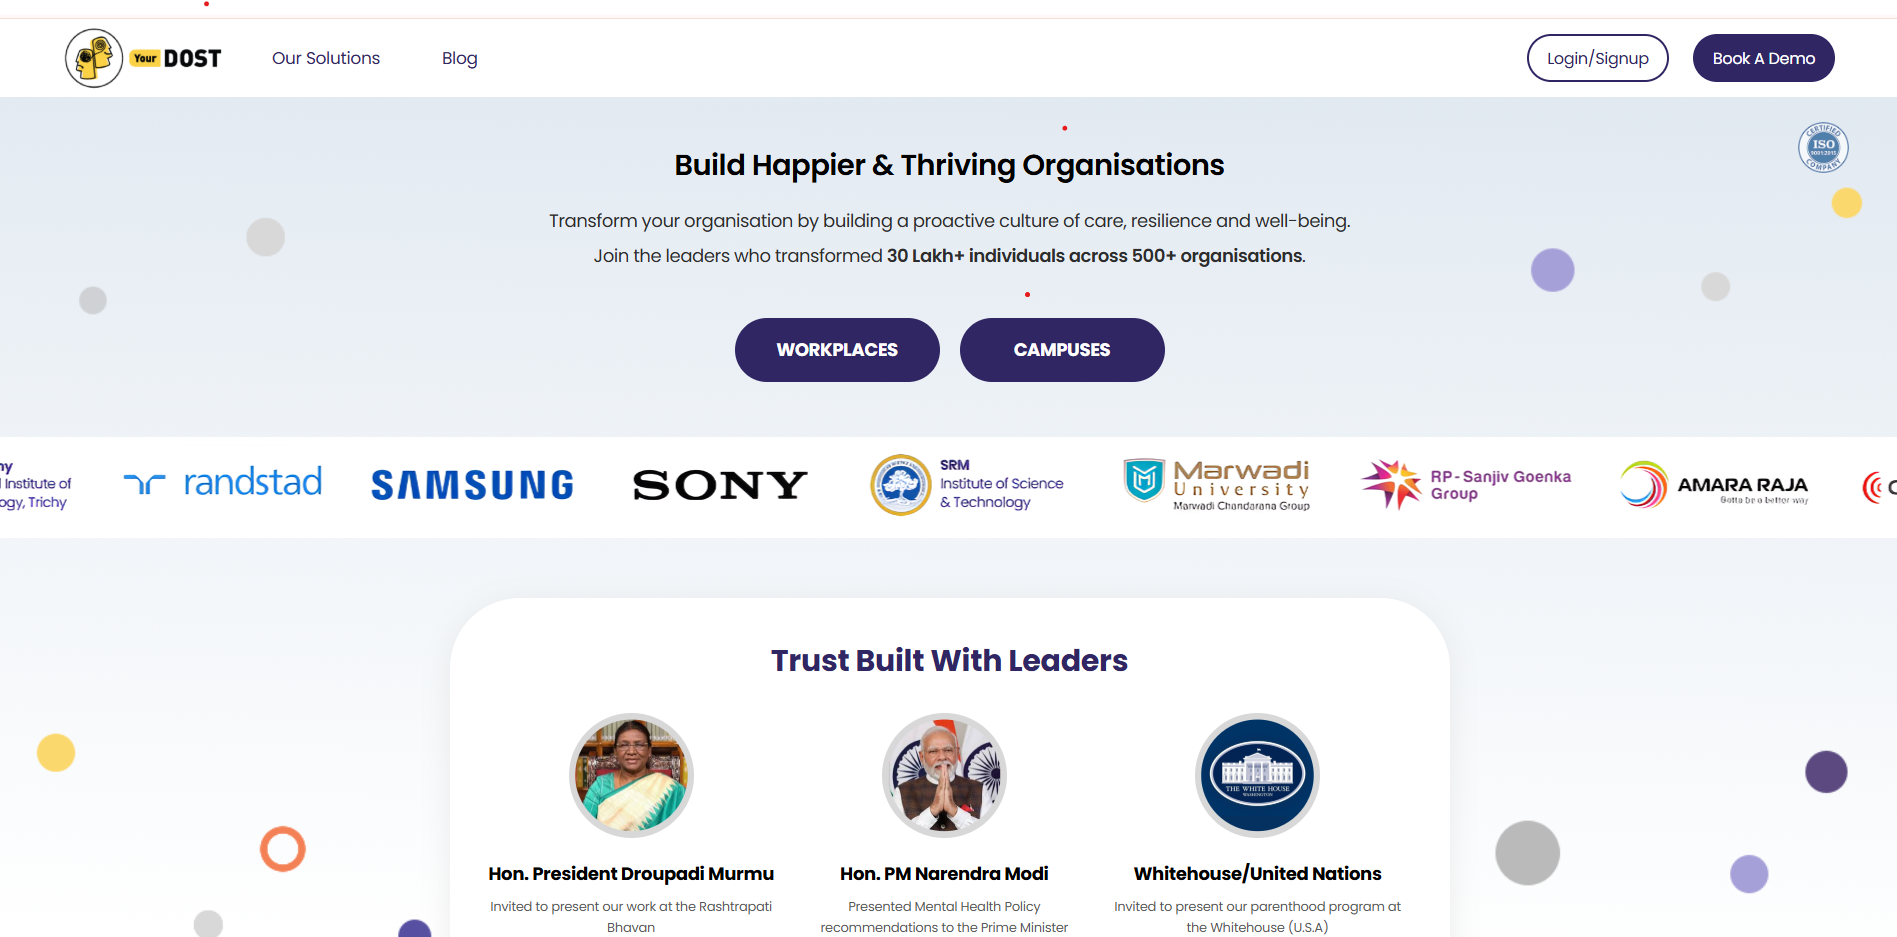 Your DOST
Our Solutions
Blog
Login/Signup
Book A Demo
CERTIFIED
ISO
9001:2015
COMPANY
Build Happier & Thriving Organisations
Transform your organisation by building a proactive culture of care, resilience and well-being.
Join the leaders who transformed 30 Lakh+ individuals across 500+ organisations.
WORKPLACES
CAMPUSES
Institute of
Trichy
randstad
SAMSUNG
SONY
SRM
Institute of Science
& Technology
Marwadi
University
Marwadi Chandarana Group
RP-Sanjiv Goenka
Group
AMARA RAJA
Gotta be a better way
Trust Built With Leaders
THE WHITE HOUSE
WASHINGTON
Hon. President Droupadi Murmu
Invited to present our work at the Rashtrapati
Bhavan
Hon. PM Narendra Modi
Presented Mental Health Policy
recommendations to the Prime Minister
Whitehouse/United Nations
Invited to present our parenthood program at
the Whitehouse (U.S.A)